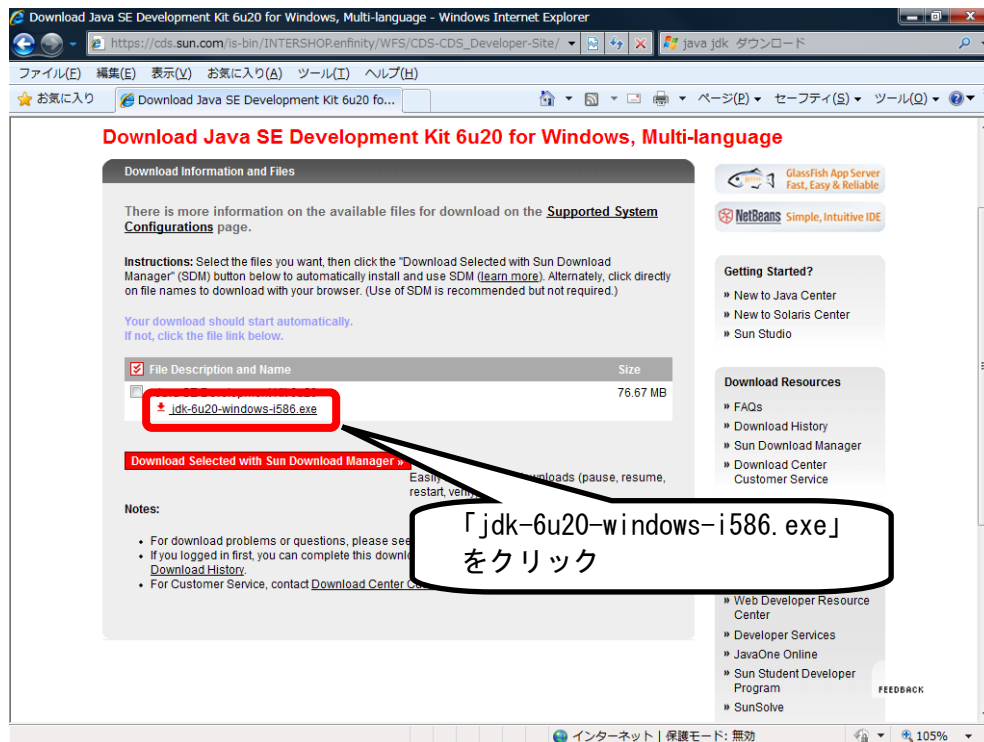 Download Java SE Development Kit 6u20 for Windows, Multi-language - Windows Internet Explorer
https://cds.sun.com/is-bin/INTERSHOP.enfinity/WFS/CDS-CDS_Developer-Site/
java jdk ダウンロード
ファイル(F) 編集(E) 表示(V) お気に入り(A) ツール(T) ヘルプ(H)
お気に入り
Download Java SE Development Kit 6u20 fo...
ページ(P) セーフティ(S) ツール(O)
Download Java SE Development Kit 6u20 for Windows, Multi-language
Download Information and Files
There is more information on the available files for download on the Supported System
Configurations page.
Instructions: Select the files you want, then click the "Download Selected with Sun Download
Manager" (SDM) button below to automatically install and use SDM (learn more). Alternately, click directly
on file names to download with your browser. (Use of SDM is recommended but not required.)
Your download should start automatically.
If not, click the file link below.
File Description and Name Size
76.67 MB
jdk-6u20-windows-i586.exe
Download Selected with Sun Download Manager »
(pause, resume,
Notes:
• For download problems or questions, please see
• If you logged in first, you can complete this
Download History.
• For Customer Service, contact Download Center
「jdk-6u20-windows-i586.exe」
をクリック
GlassFish App Server
Fast, Easy & Reliable
NetBeans Simple, Intuitive IDE
Getting Started?
» New to Java Center
» New to Solaris Center
» Sun Studio
Download Resources
» FAQs
» Download History
» Sun Download Manager
» Download Center
Customer Service
» Web Developer Resource
Center
» Developer Services
» JavaOne Online
» Sun Student Developer
Program
» SunSolve
FEEDBACK
インターネット | 保護モード: 無効
105%